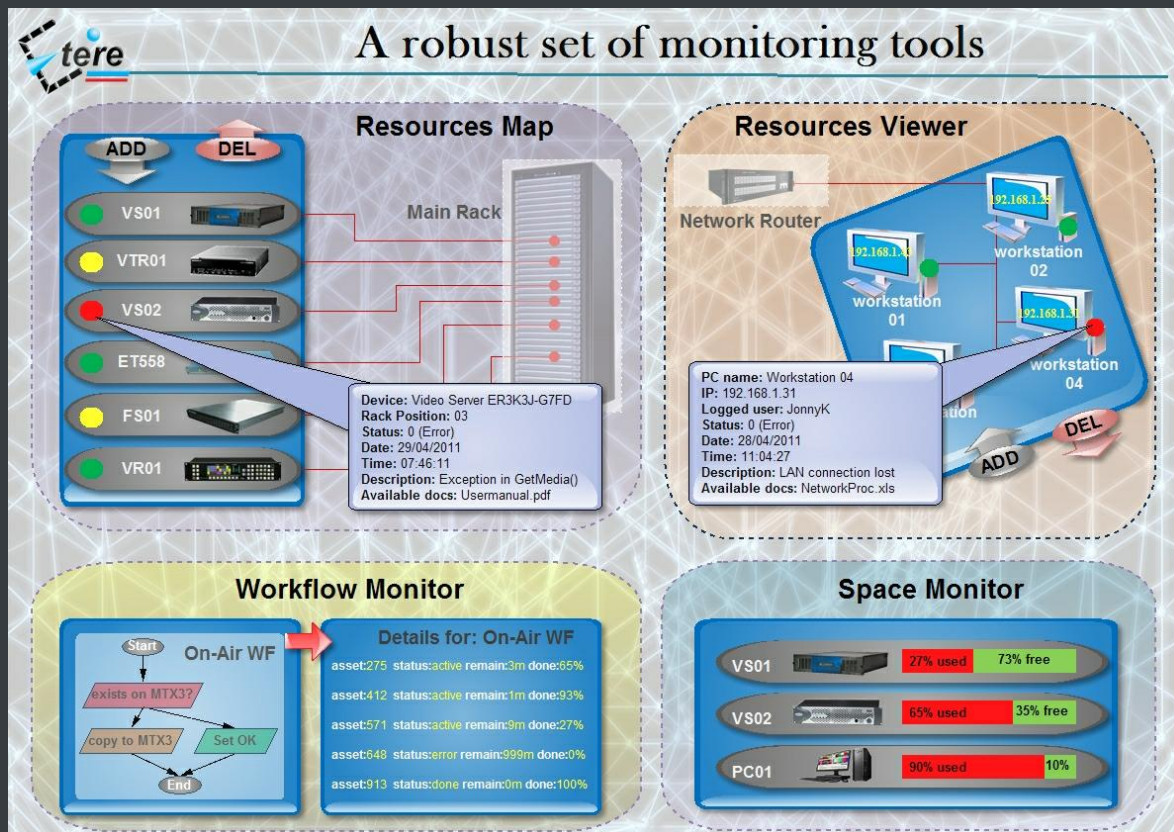 Etere
A robust set of monitoring tools
Resources Map
ADD
DEL
VS01
VTR01
VS02
ET558
FS01
VR01
Main Rack
Device: Video Server ER3K3J-G7FD
Rack Position: 03
Status: 0 (Error)
Date: 29/04/2011
Time: 07:46:11
Description: Exception in GetMedia()
Available docs: Usermanual.pdf
Resources Viewer
Network Router
192.168.1.25
workstation
02
workstation
01
192.168.1.31
workstation
04
PC name: Workstation 04
IP: 192.168.1.31
Logged user: JonnyK
Status: 0 (Error)
Date: 28/04/2011
Time: 11:04:27
Description: LAN connection lost
Available docs: NetworkProc.xls
ADD
DEL
Workflow Monitor
Start
On-Air WF
exists on MTX3?
copy to MTX3
Set OK
End
Details for: On-Air WF
asset:275 status:active remain:3m done:65%
asset:412 status:active remain:1m done:93%
asset:571 status:active remain:9m done:27%
asset:648 status:error remain:999m done:0%
asset:913 status:done remain:0m done:100%
Space Monitor
VS01
27% used
73% free
VS02
65% used
35% free
PC01
90% used
10%